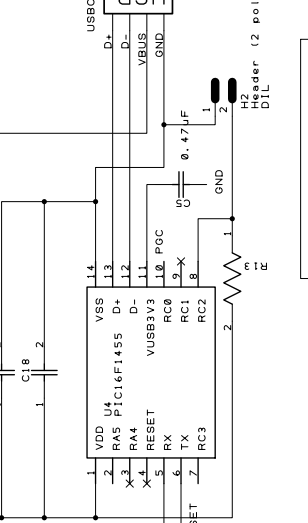 USBC
D+
D-
VBUS
GND
Header (2 pol
DIL
H2
1
2
0.47uF
C5
GND
PGC
14
13
12
11
10
9
8
1
R13
2
VSS
D+
D-
VUSB3V3
RC0
RC1
RC2
U4
PIC16F1455
VDD
RA5
RA4
RESET
RX
TX
RC3
1
2
3
4
5
6
7
C18
2
1
SET